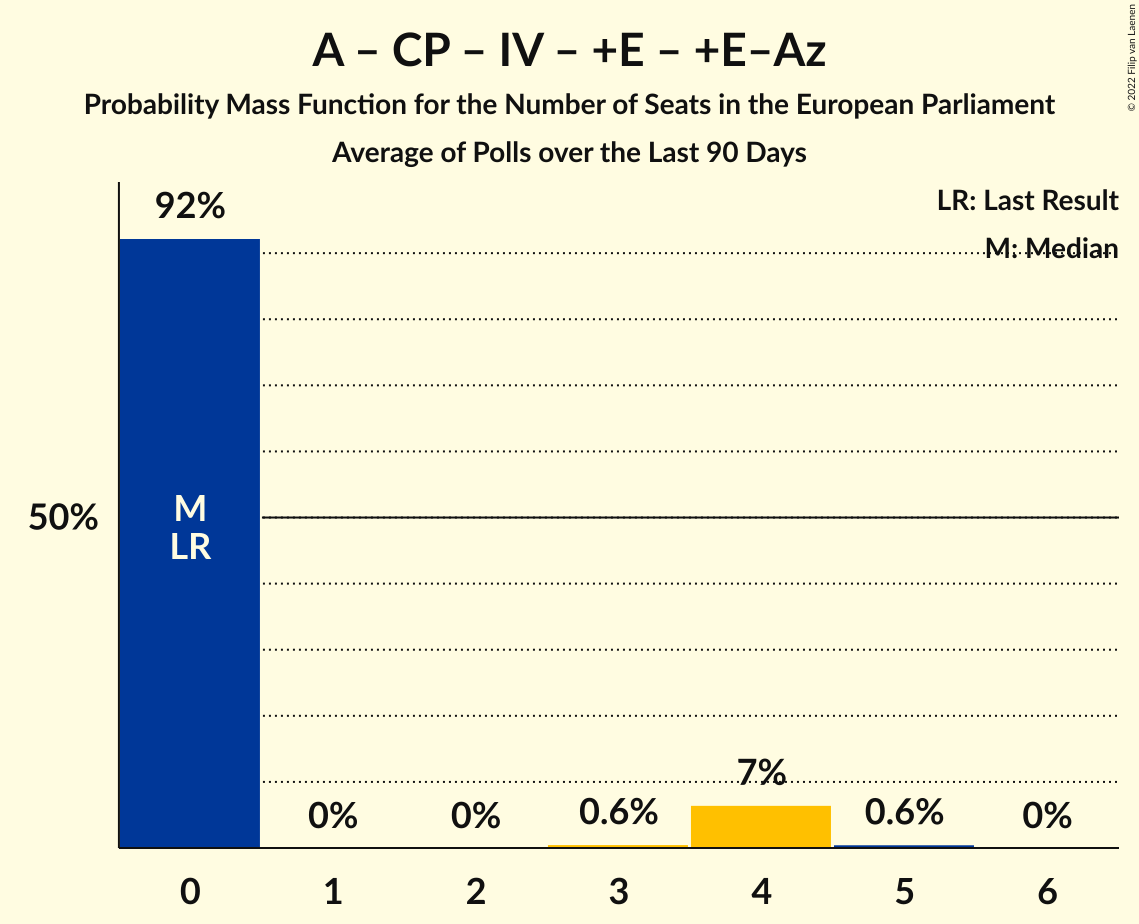 A – CP – IV – +E – +E–Az
Probability Mass Function for the Number of Seats in the European Parliament
Average of Polls over the Last 90 Days
© 2022 Filip van Laenen
LR: Last Result
M: Median
92%
50%
M
LR
0%
0%
0.6%
7%
0.6%
0%
0
1
2
3
4
5
6